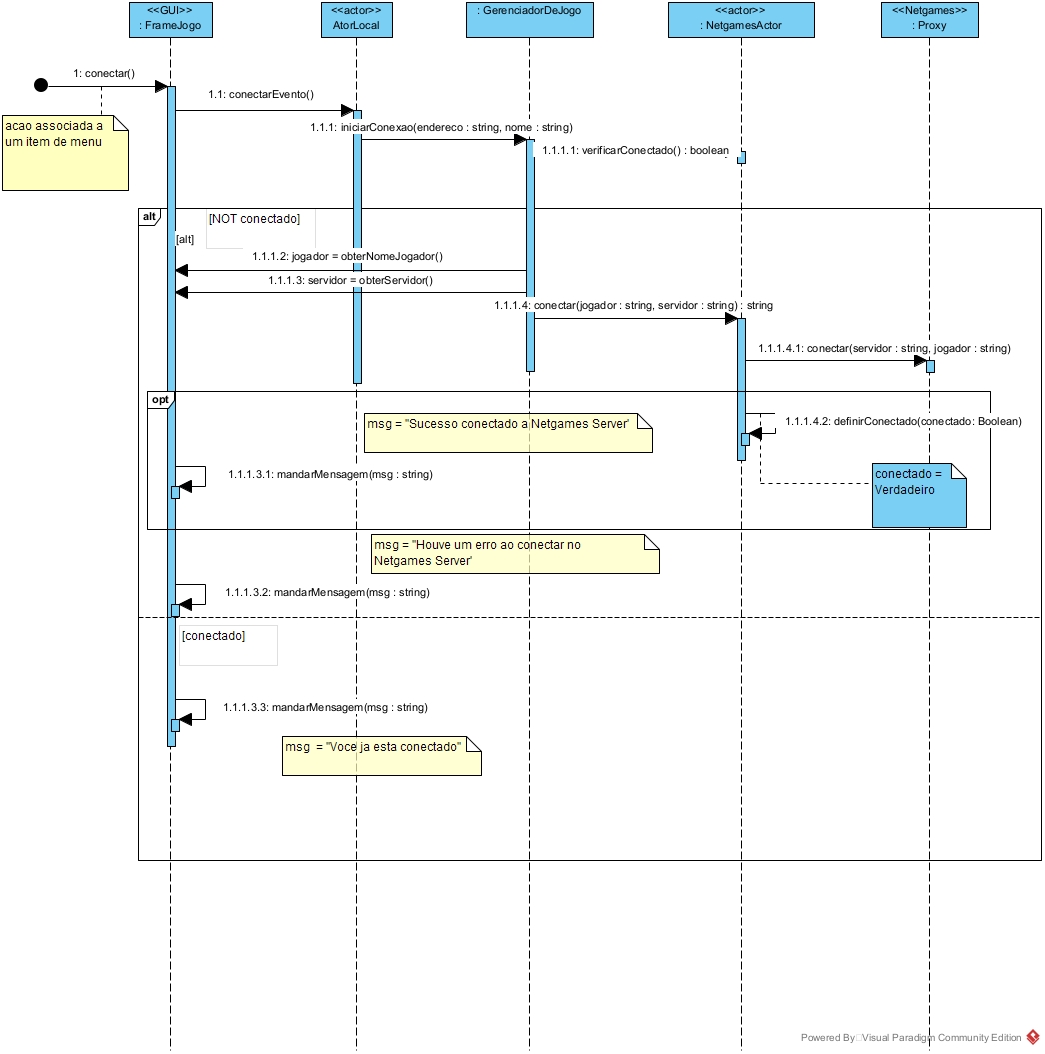 <<GUI>>
: FrameJogo
<<actor>>
AtorLocal
: GerenciadorDeJogo
<<actor>>
: NetgamesActor
<<Netgames>>
: Proxy
1: conectar()
1.1: conectarEvento()
acao associada a
um item de menu
1.1.1: iniciarConexao(endereco : string, nome : string)
1.1.1.1: verificarConectado() : boolean
alt
[NOT conectado]
[alt]
1.1.1.2: jogador = obterNomeJogador()
1.1.1.3: servidor = obterServidor()
1.1.1.4: conectar(jogador : string, servidor : string) : string
1.1.1.4.1: conectar(servidor : string, jogador : string)
opt
msg = "Sucesso conectado a Netgames Server'
1.1.1.4.2: definirConectado(conectado: Boolean)
1.1.1.3.1: mandarMensagem(msg : string)
conectado =
Verdadeiro
msg = "Houve um erro ao conectar no
Netgames Server'
1.1.1.3.2: mandarMensagem(msg : string)
[conectado]
1.1.1.3.3: mandarMensagem(msg : string)
msg  = "Voce ja esta conectado"
Powered By Visual Paradigm Community Edition